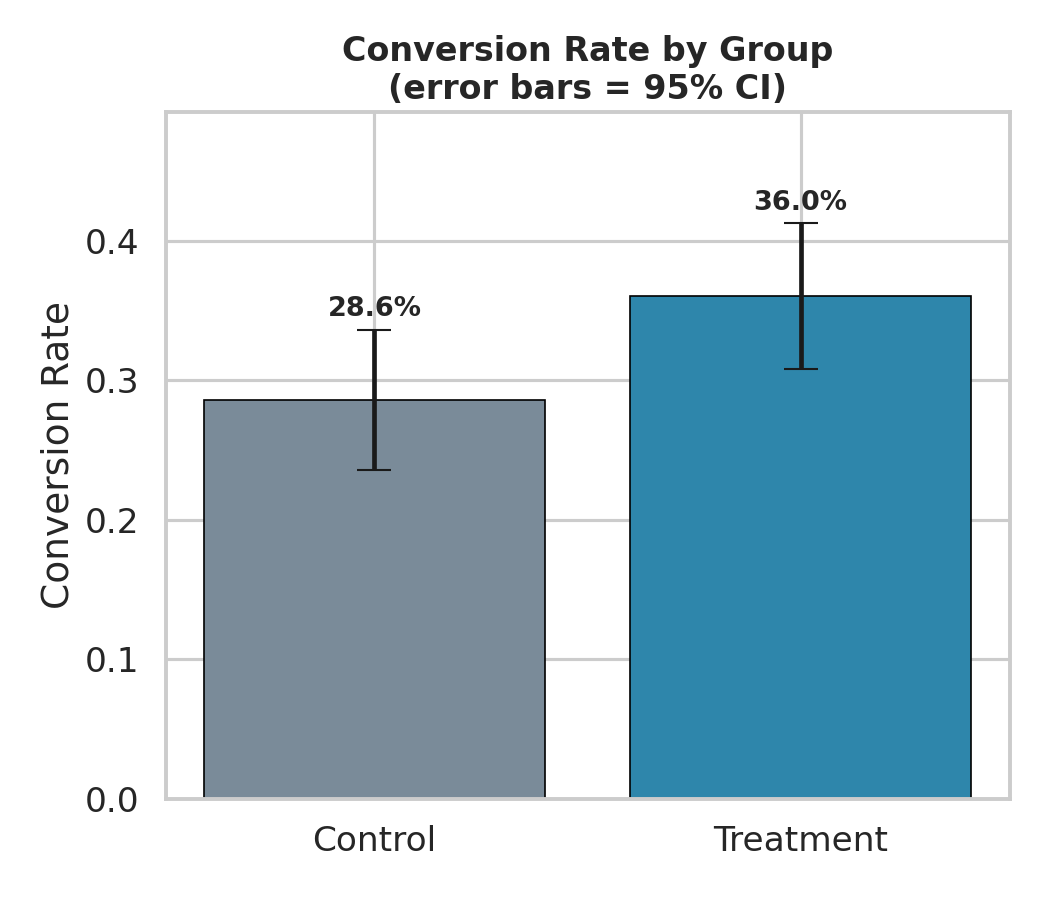 Conversion Rate by Group
(error bars = 95% CI)
36.0%
28.6%
0.4
0.3
0.2
0.1
0.0
Conversion Rate
Control
Treatment